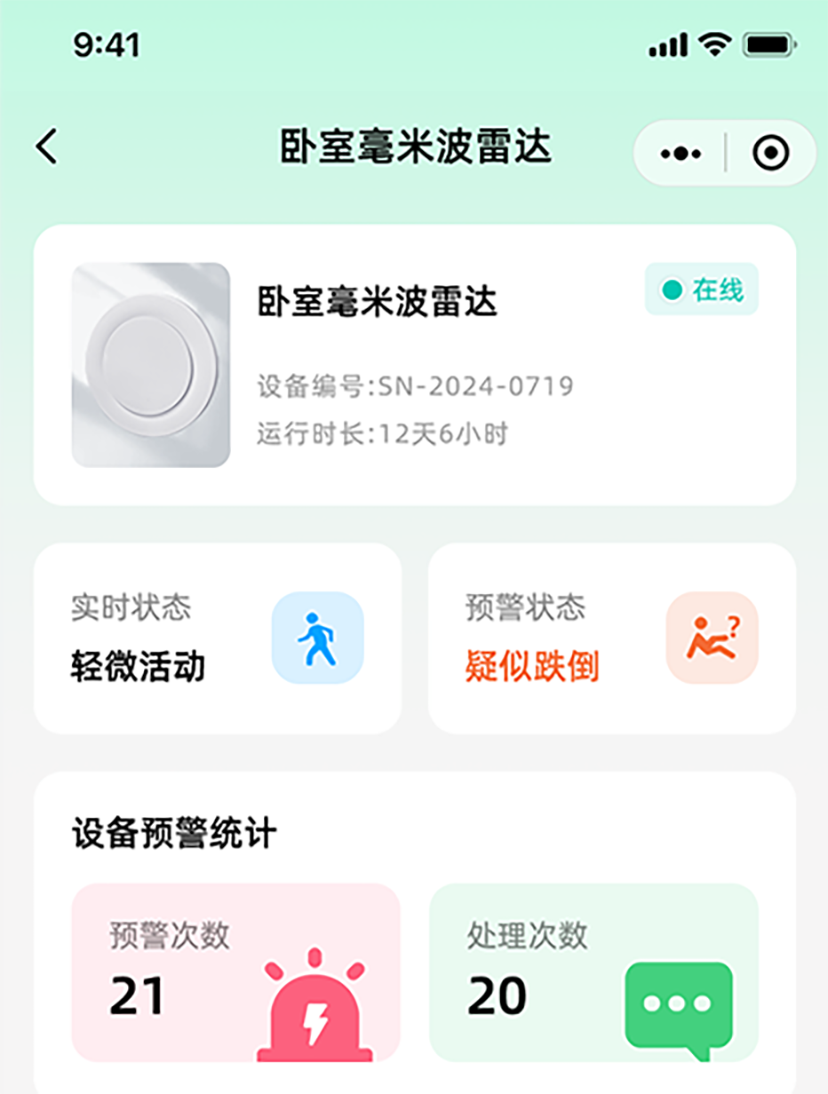 9:41
卧室毫米波雷达
卧室毫米波雷达
在线
设备编号:SN-2024-0719
运行时长:12天6小时
实时状态
轻微活动
预警状态
疑似跌倒
?
设备预警统计
预警次数
21
处理次数
20